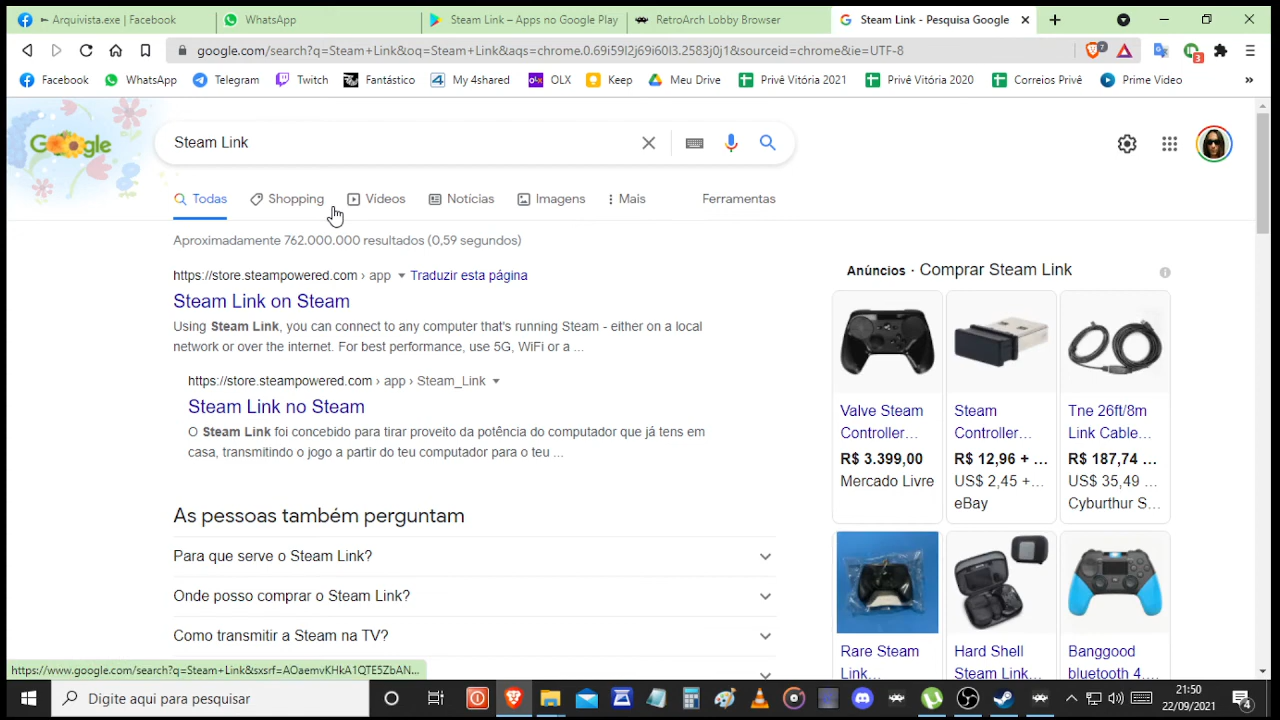 Arquivista.exe | Facebook
WhatsApp
Steam Link – Apps no Google Play
RetroArch Lobby Browser
Steam Link - Pesquisa Google
google.com/search?q=Steam+Link&oq=Steam+Link&aqs=chrome.0.69i59l2j69i60l3.2583j0j1&sourceid=chrome&ie=UTF-8
7
3
Facebook
WhatsApp
Telegram
Twitch
Fantástico
My 4shared
OLX
Keep
Meu Drive
Privê Vitória 2021
Privê Vitória 2020
Correios Privê
Prime Video
Google
Steam Link
Todas
Shopping
Vídeos
Notícias
Imagens
Mais
Ferramentas
Aproximadamente 762.000.000 resultados (0,59 segundos)
https://store.steampowered.com › app
Traduzir esta página
Steam Link on Steam
Using Steam Link, you can connect to any computer that's running Steam - either on a local
network or over the internet. For best performance, use 5G, WiFi or a ...
https://store.steampowered.com › app › Steam_Link
Steam Link no Steam
O Steam Link foi concebido para tirar proveito da potência do computador que já tens em
casa, transmitindo o jogo a partir do teu computador para o teu ...
As pessoas também perguntam
Para que serve o Steam Link?
Onde posso comprar o Steam Link?
Como transmitir a Steam na TV?
Anúncios · Comprar Steam Link
Valve Steam
Controller...
R$ 3.399,00
Mercado Livre
Steam
Controller...
R$ 12,96 + ...
US$ 2,45 +...
eBay
Tne 26ft/8m
Link Cable...
R$ 187,74 ...
US$ 35,49 ...
Cyburthur S...
Rare Steam
Link...
Hard Shell
Steam Link...
Banggood
bluetooth 4...
https://www.google.com/search?q=Steam+Link&sxsrf=AOaemvKHkA1QTE5ZbAN...
Digite aqui para pesquisar
21:50
22/09/2021
4